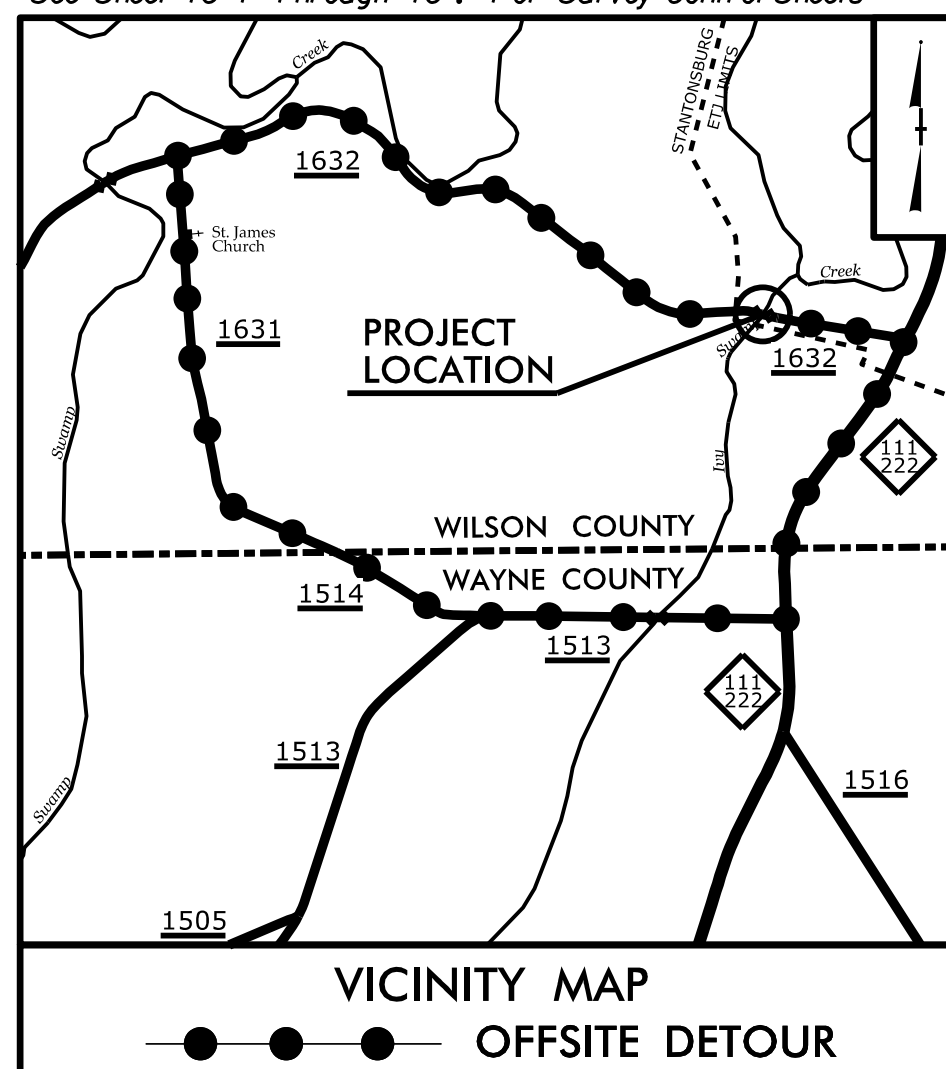 Creek
STANTONSBURG
ETJ LIMITS
1632
St. James
Church
Creek
1631
PROJECT
LOCATION
Swamp
1632
Swamp
111
222
Ivy
WILSON COUNTY
WAYNE COUNTY
1514
1513
111
222
1513
1516
Swamp
1505
VICINITY MAP
OFFSITE DETOUR